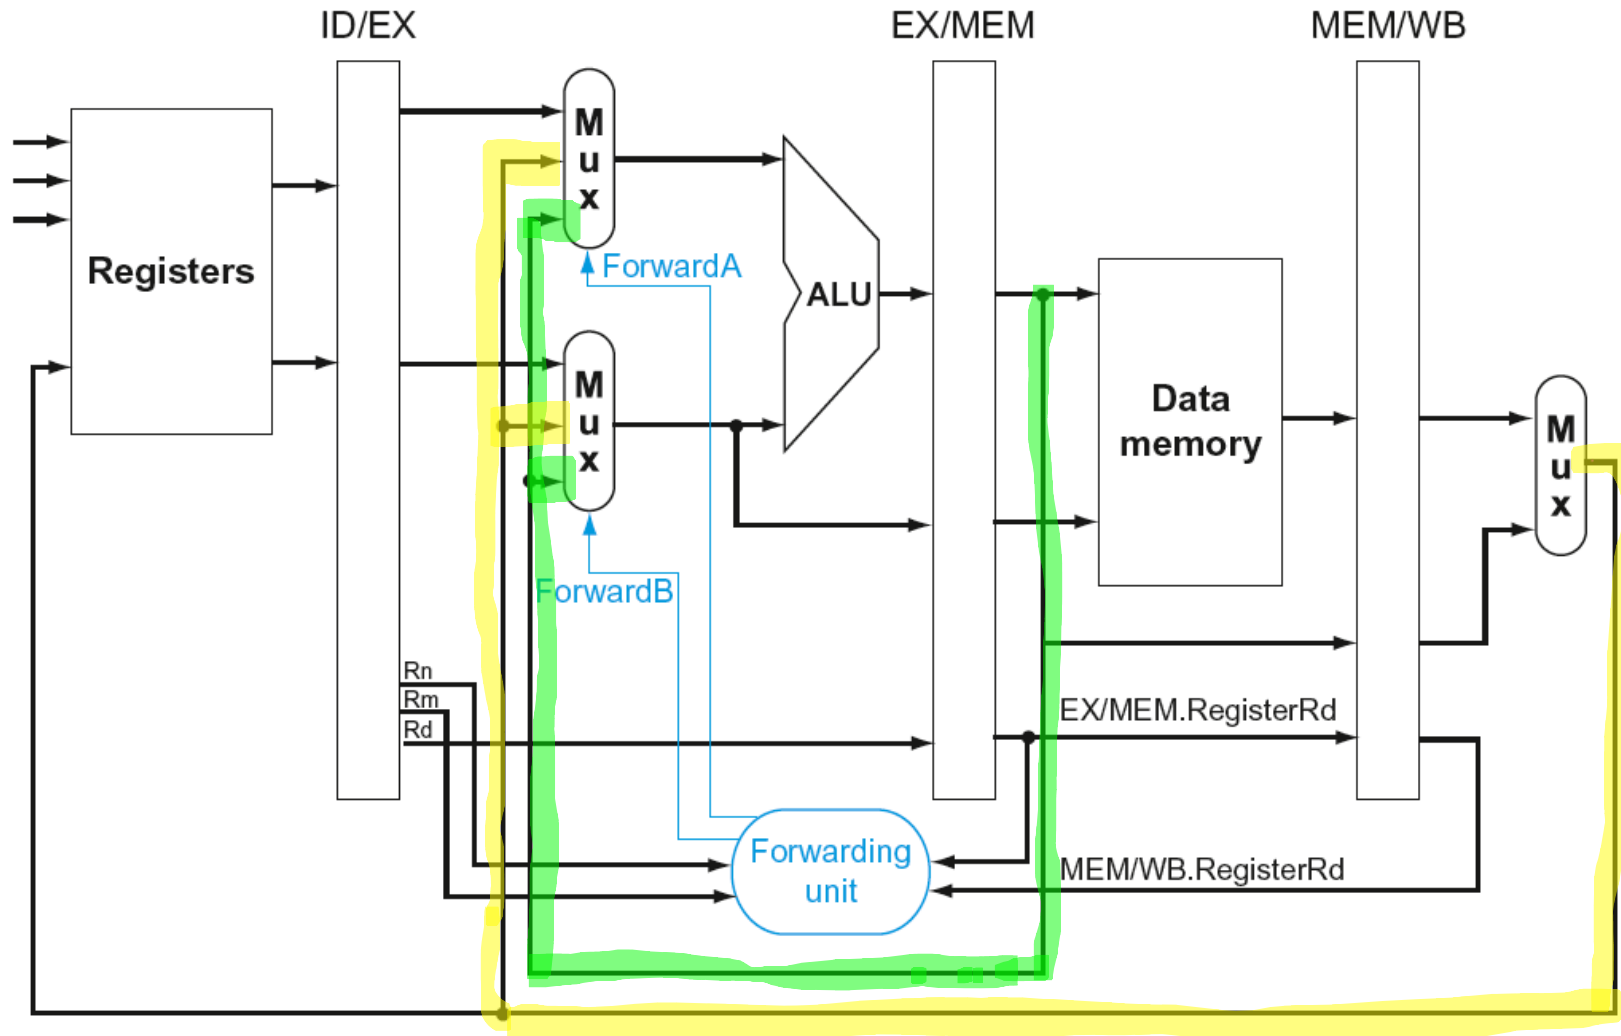 ID/EX
EX/MEM
MEM/WB
M
u
x
Registers
ForwardA
ALU
M
u
x
Data
memory
M
u
x
ForwardB
Rn
Rm
Rd
EX/MEM.RegisterRd
Forwarding
unit
MEM/WB.RegisterRd